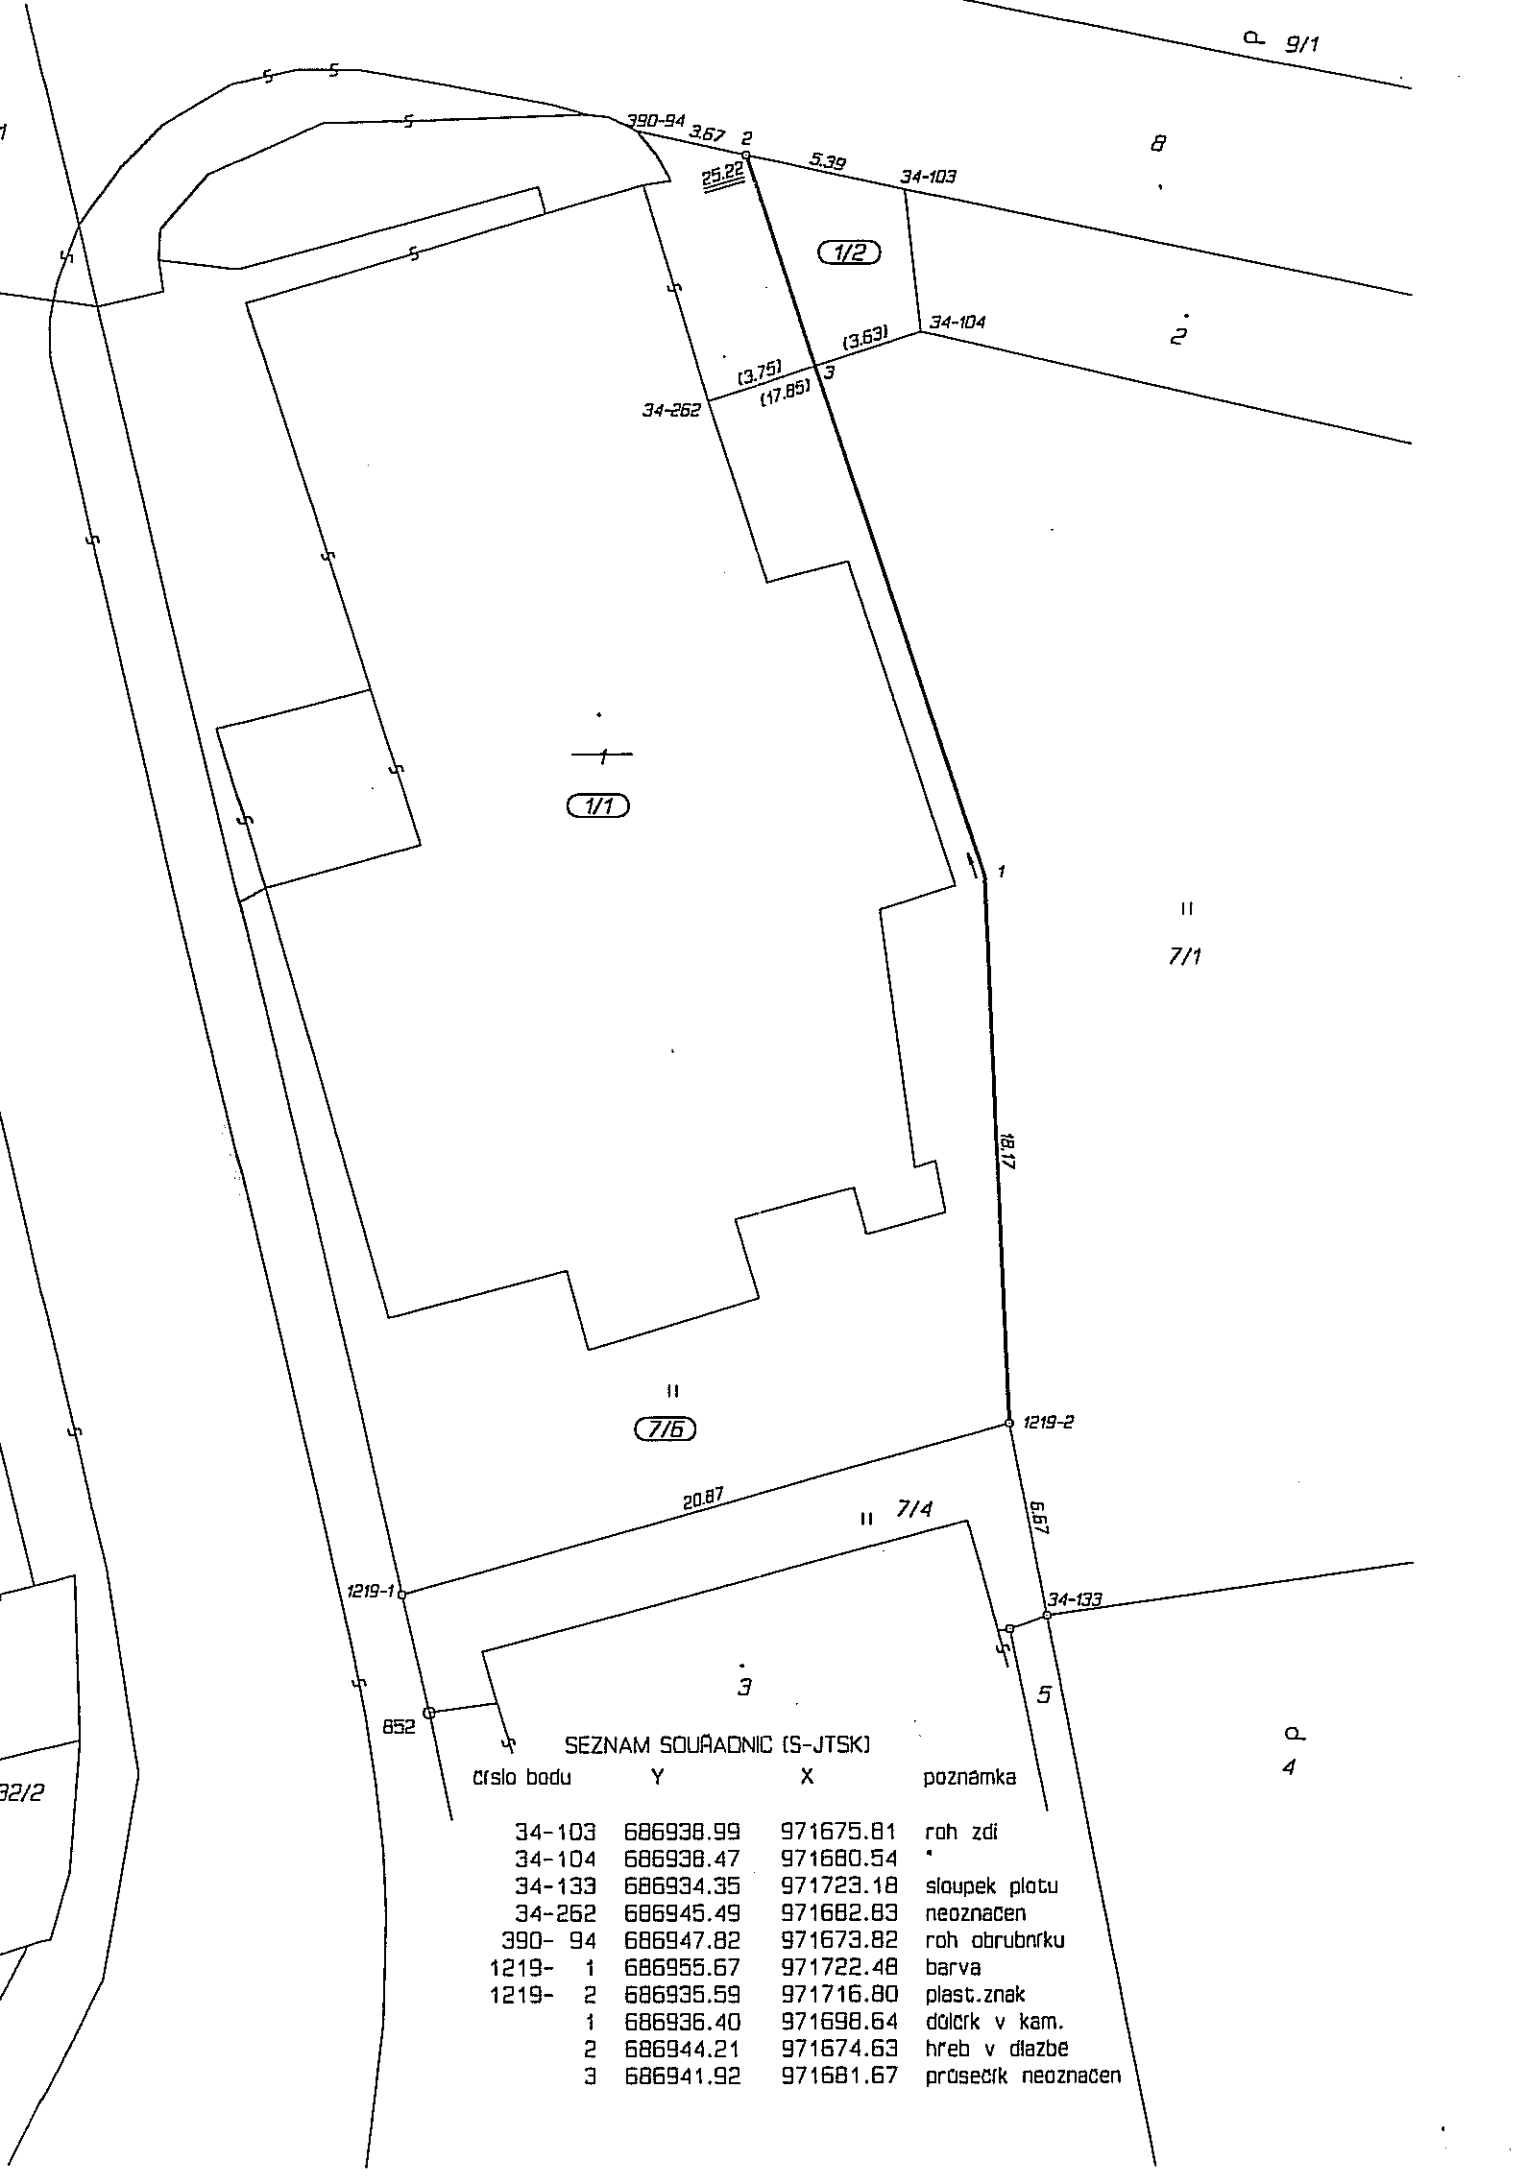 9/1
8
390-94
3.67
2
5.39
34-103
25.22
1/2
34-104
2
(3.63)
(3.75)
3
(17.85)
34-262
1
1/1
1
7/1
18.17
1219-2
7/6
20.87
7/4
6.67
1219-1
34-133
3
5
852
4
32/2
SEZNAM SOUŘADNIC (S-JTSK)
číslo bodu Y X poznámka
34-103 686938.99 971675.81 roh zdi
34-104 686938.47 971680.54 "
34-133 686934.35 971723.18 sloupek plotu
34-262 686945.49 971682.83 neoznačen
390- 94 686947.82 971673.82 roh obrubníku
1219- 1 686955.67 971722.48 barva
1219- 2 686935.59 971716.80 plast.znak
1 686936.40 971698.64 důlčík v kam.
2 686944.21 971674.63 hřeb v dlažbě
3 686941.92 971681.67 průsečík neoznačen